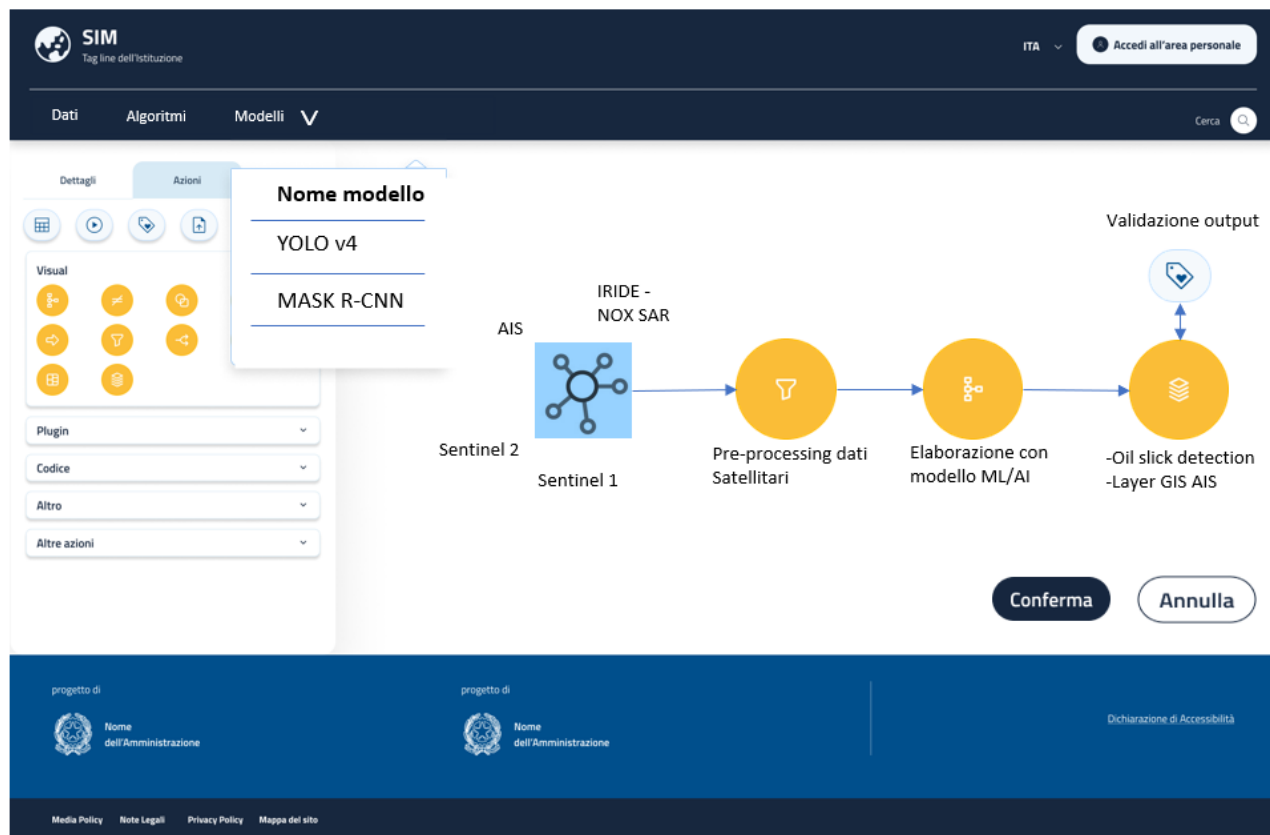 SIM
Tag line dell'Istituzione
ITA
Accedi all'area personale
Dati
Algoritmi
Modelli
Cerca
Dettagli
Azioni
Nome modello
YOLO v4
MASK R-CNN
Visual
Plugin
Codice
Altro
Altre azioni
AIS
IRIDE -
NOX SAR
Sentinel 2
Sentinel 1
Pre-processing dati
Satellitari
Elaborazione con
modello ML/AI
Validazione output
-Oil slick detection
-Layer GIS AIS
Conferma
Annulla
progetto di
Nome
dell'Amministrazione
progetto di
Nome
dell'Amministrazione
Dichiarazione di Accessibilità
Media Policy
Note Legali
Privacy Policy
Mappa del sito